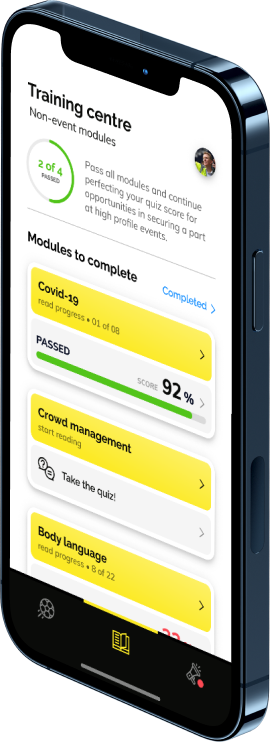 Training centre
Non-event modules
2 of 4
PASSED
Pass all modules and continue
perfecting your quiz score for
opportunities in securing a part
at high profile events.
Modules to complete
Completed
Covid-19
read progress • 01 of 08
PASSED
SCORE 92%
Crowd management
start reading
Take the quiz!
Body language
read progress • 8 of 22